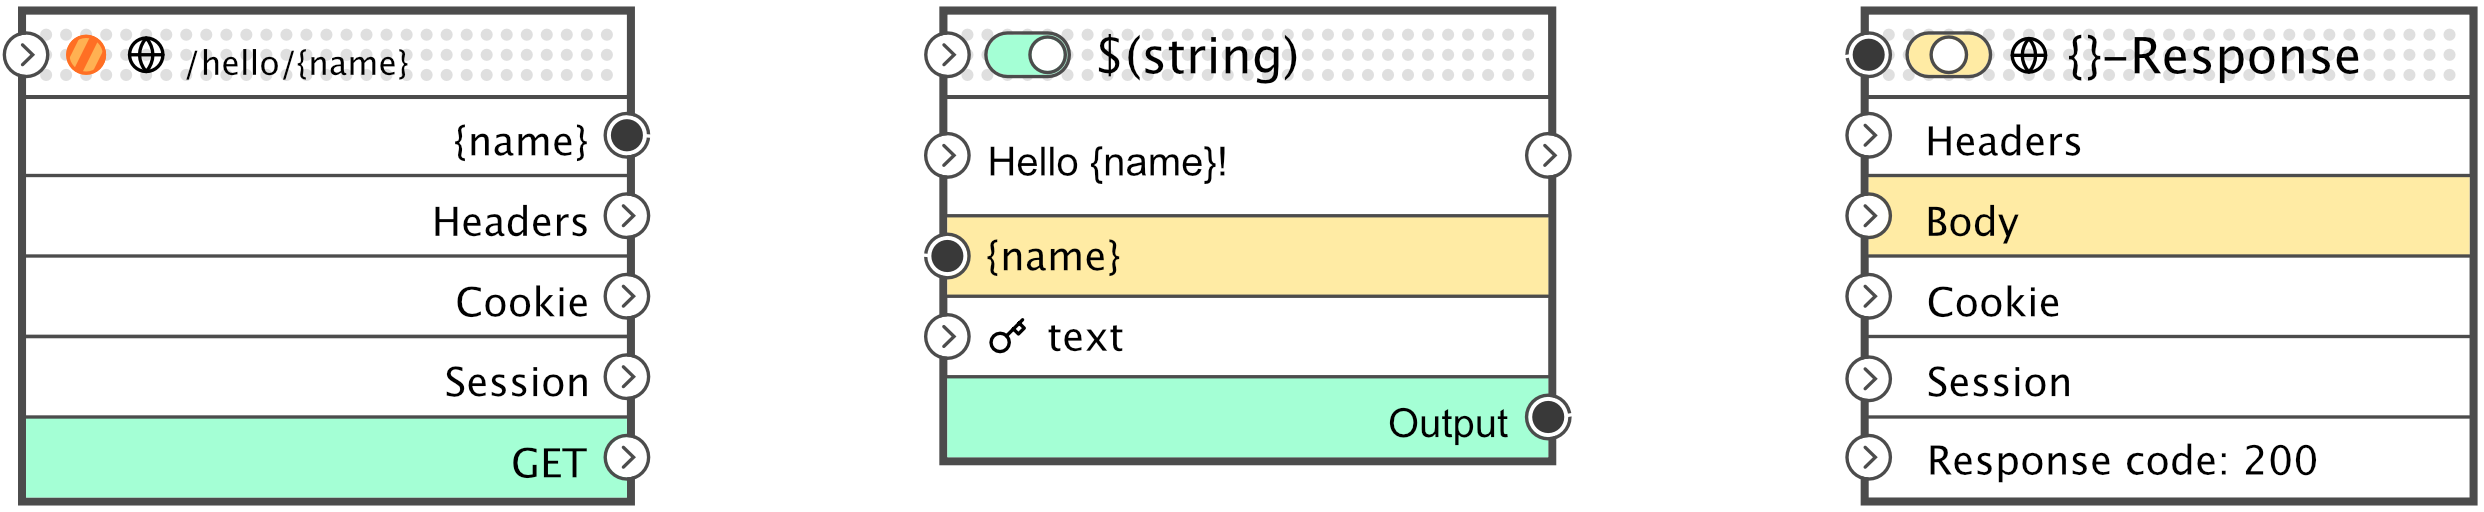 /hello/{name}
{name}
Headers
Cookie
Session
GET
$(string)
Hello {name}!
{name}
text
Output
{}-Response
Headers
Body
Cookie
Session
Response code: 200